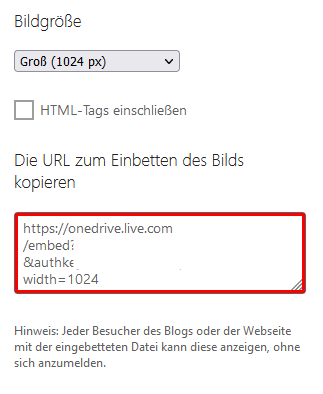 Bildgröße
Groß (1024 px)
HTML-Tags einschließen
Die URL zum Einbetten des Bilds
kopieren
https://onedrive.live.com
/embed?
&authke
width=1024
Hinweis: Jeder Besucher des Blogs oder der Webseite
mit der eingebetteten Datei kann diese anzeigen, ohne
sich anzumelden.